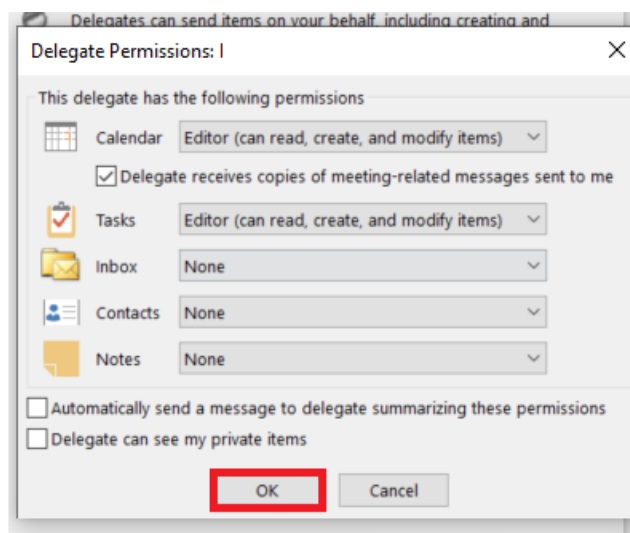 Delegates can send items on your behalf, including creating and
Delegate Permissions: I
This delegate has the following permissions
Calendar Editor (can read, create, and modify items)
Delegate receives copies of meeting-related messages sent to me
Tasks Editor (can read, create, and modify items)
Inbox None
Contacts None
Notes None
Automatically send a message to delegate summarizing these permissions
Delegate can see my private items
OK Cancel